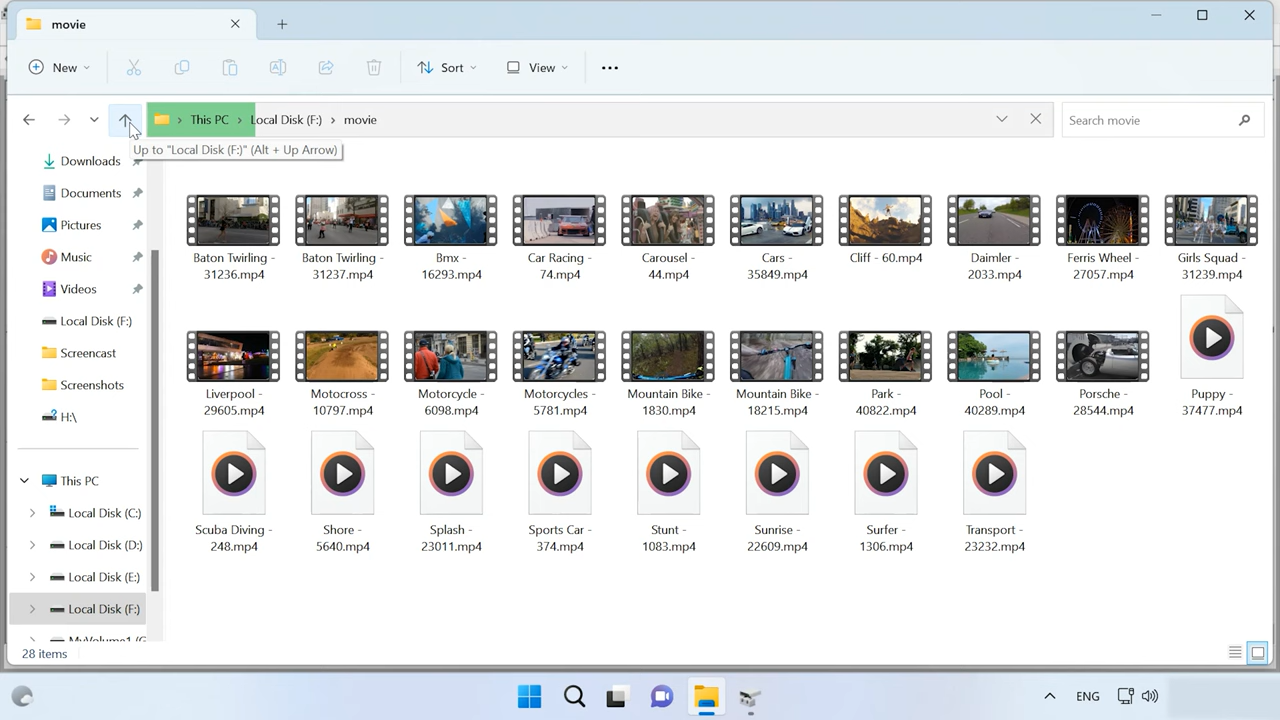 movie
New
Sort
View
This PC
Local Disk (F:)
movie
Search movie
Up to "Local Disk (F:)" (Alt + Up Arrow)
Downloads
Documents
Pictures
Music
Videos
Local Disk (F:)
Screencast
Screenshots
H:\
This PC
Local Disk (C:)
Local Disk (D:)
Local Disk (E:)
Local Disk (F:)
MyVolume1 (G
Baton Twirling -
31236.mp4
Baton Twirling -
31237.mp4
Bmx -
16293.mp4
Car Racing -
74.mp4
Carousel -
44.mp4
Cars -
35849.mp4
Cliff - 60.mp4
Daimler -
2033.mp4
Ferris Wheel -
27057.mp4
Girls Squad -
31239.mp4
Liverpool -
29605.mp4
Motocross -
10797.mp4
Motorcycle -
6098.mp4
Motorcycles -
5781.mp4
Mountain Bike -
1830.mp4
Mountain Bike -
18215.mp4
Park -
40822.mp4
Pool -
40289.mp4
Porsche -
28544.mp4
Puppy -
37477.mp4
Scuba Diving -
248.mp4
Shore -
5640.mp4
Splash -
23011.mp4
Sports Car -
374.mp4
Stunt -
1083.mp4
Sunrise -
22609.mp4
Surfer -
1306.mp4
Transport -
23232.mp4
28 items
ENG